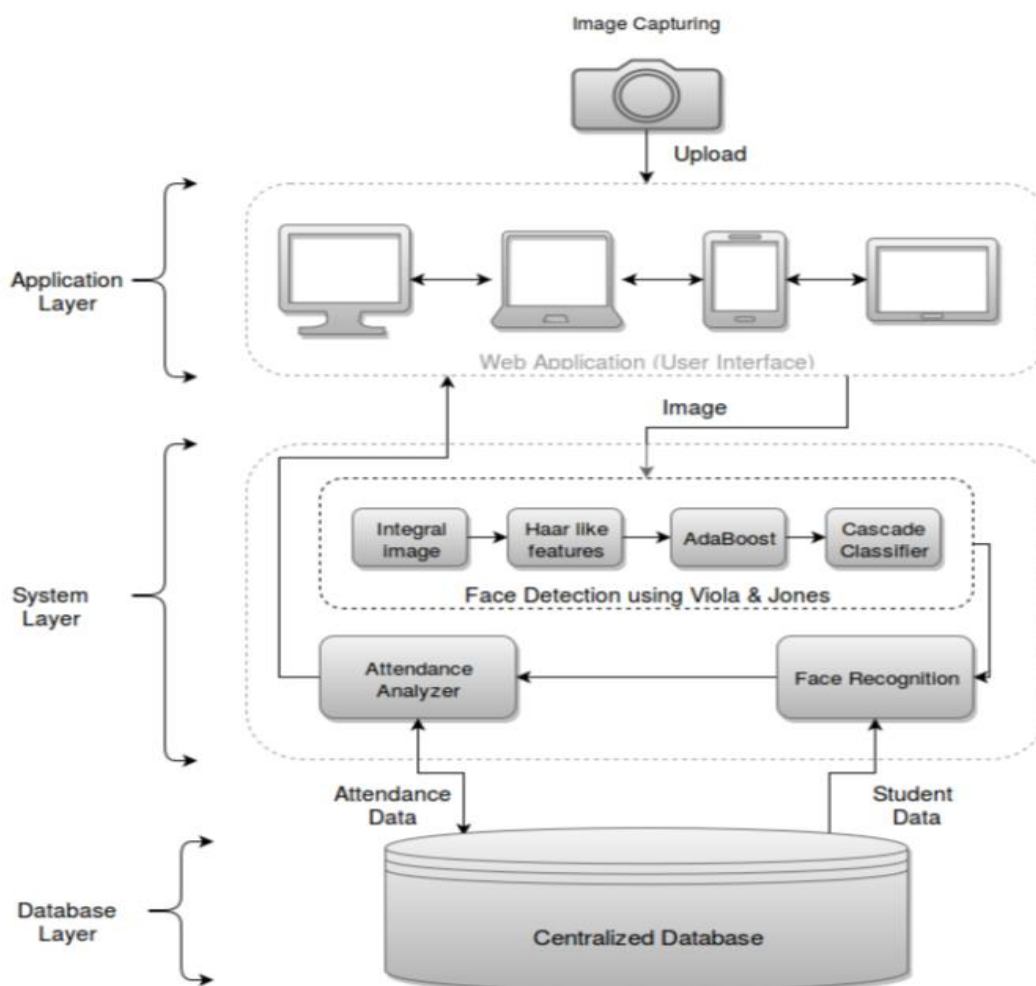 Image Capturing
Upload
Application
Layer
Web Application (User Interface)
Image
System
Layer
Integral
image
Haar like
features
AdaBoost
Cascade
Classifier
Face Detection using Viola & Jones
Attendance
Analyzer
Face Recognition
Attendance
Data
Student
Data
Database
Layer
Centralized Database